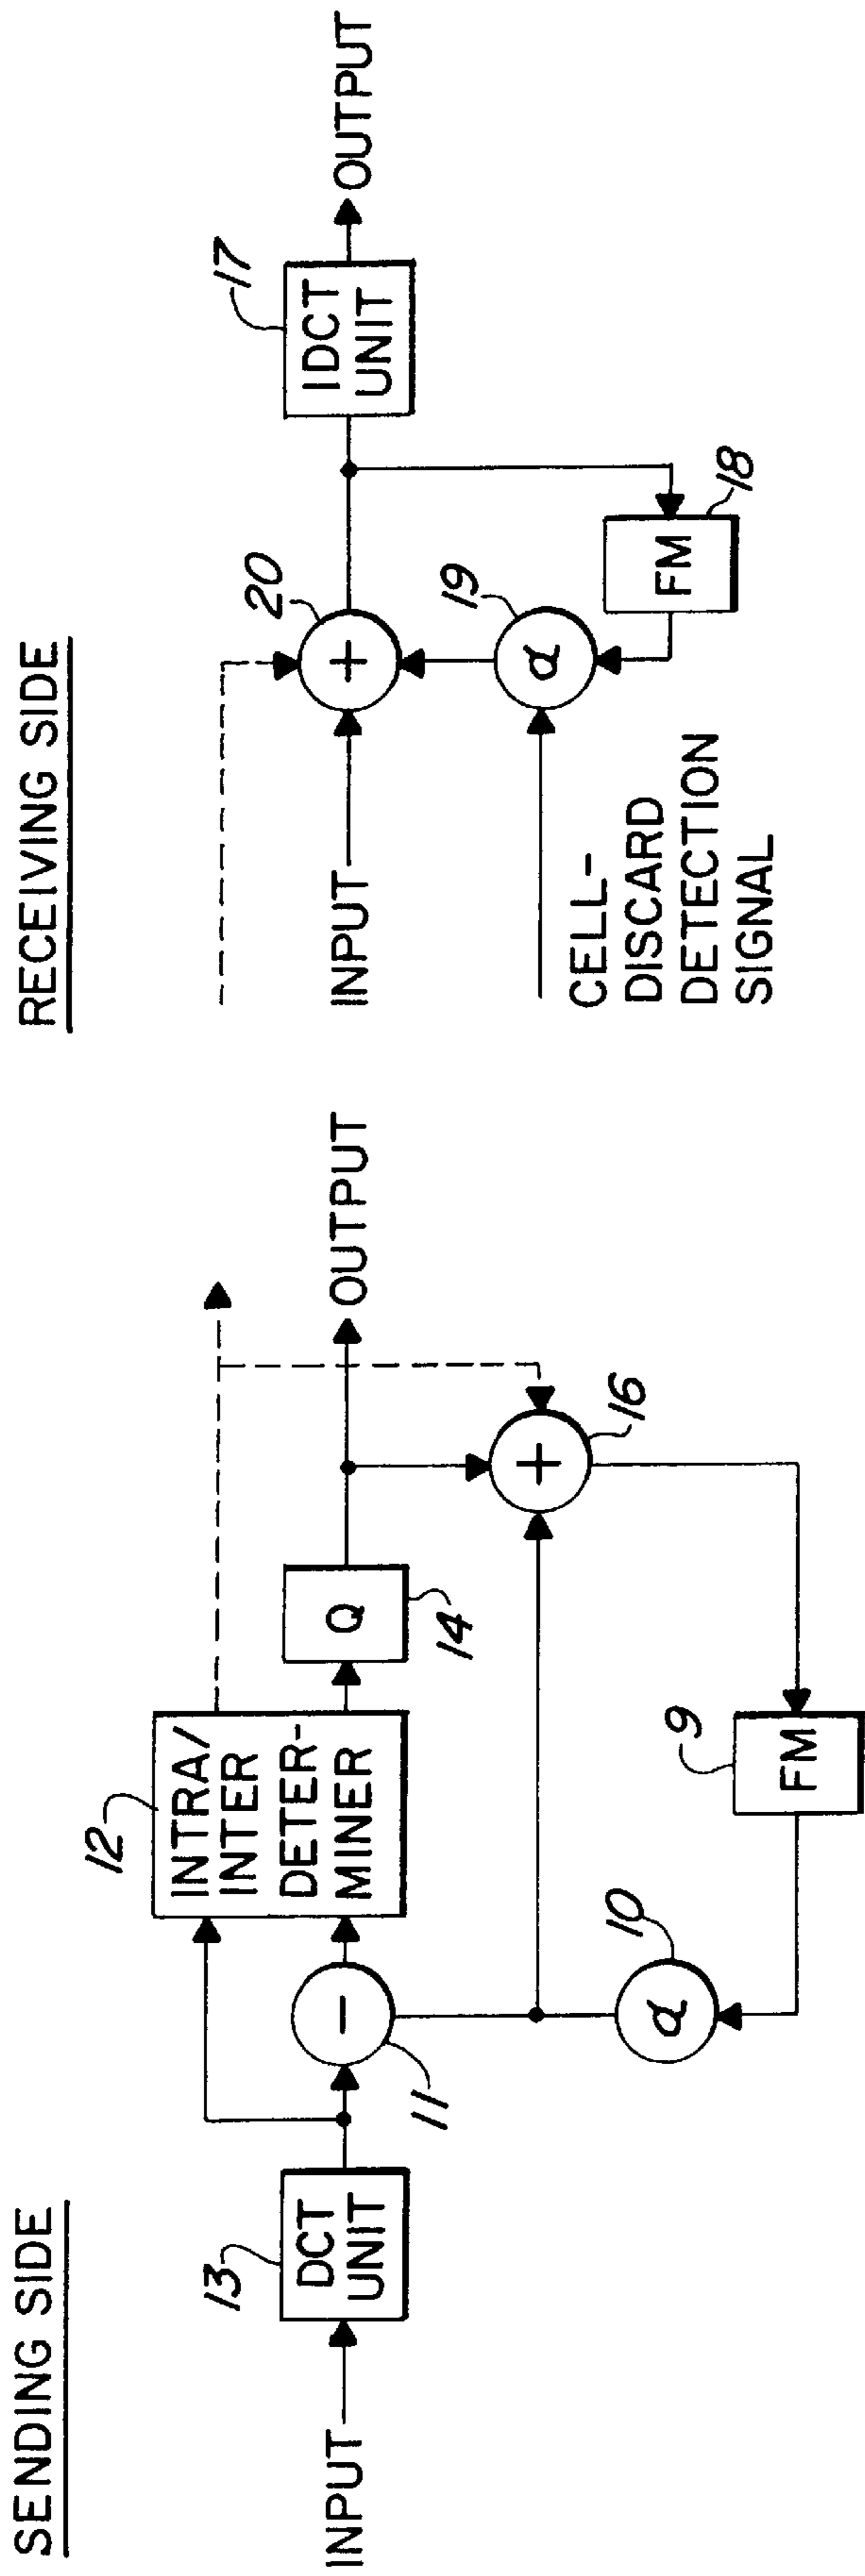 SENDING SIDE
INPUT
13
DCT
UNIT
11
12
INTRA/
INTER
DETER-
MINER
Q
14
OUTPUT
16
10
α
9
FM
-
+
RECEIVING SIDE
INPUT
20
+
17
IDCT
UNIT
OUTPUT
19
α
18
FM
CELL-
DISCARD
DETECTION
SIGNAL